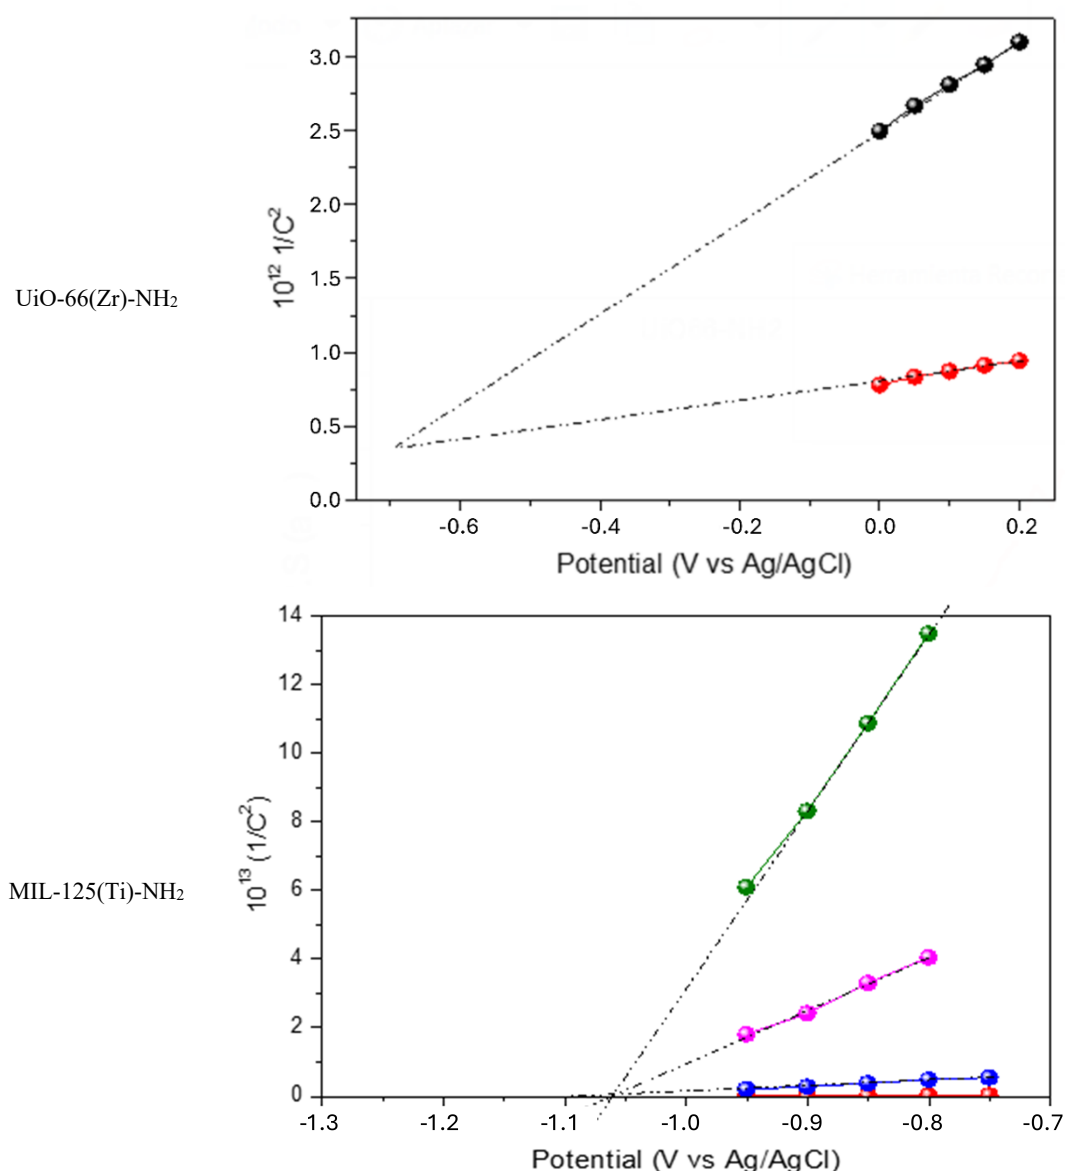 3.0
2.5
2.0
1.5
1.0
0.5
0.0
10¹² 1/C²
UiO-66(Zr)-NH₂
-0.6 -0.4 -0.2 0.0 0.2
Potential (V vs Ag/AgCl)
14
12
10
8
6
4
2
0
10¹³ (1/C²)
MIL-125(Ti)-NH₂
-1.3 -1.2 -1.1 -1.0 -0.9 -0.8 -0.7
Potential (V vs Ag/AgCl)